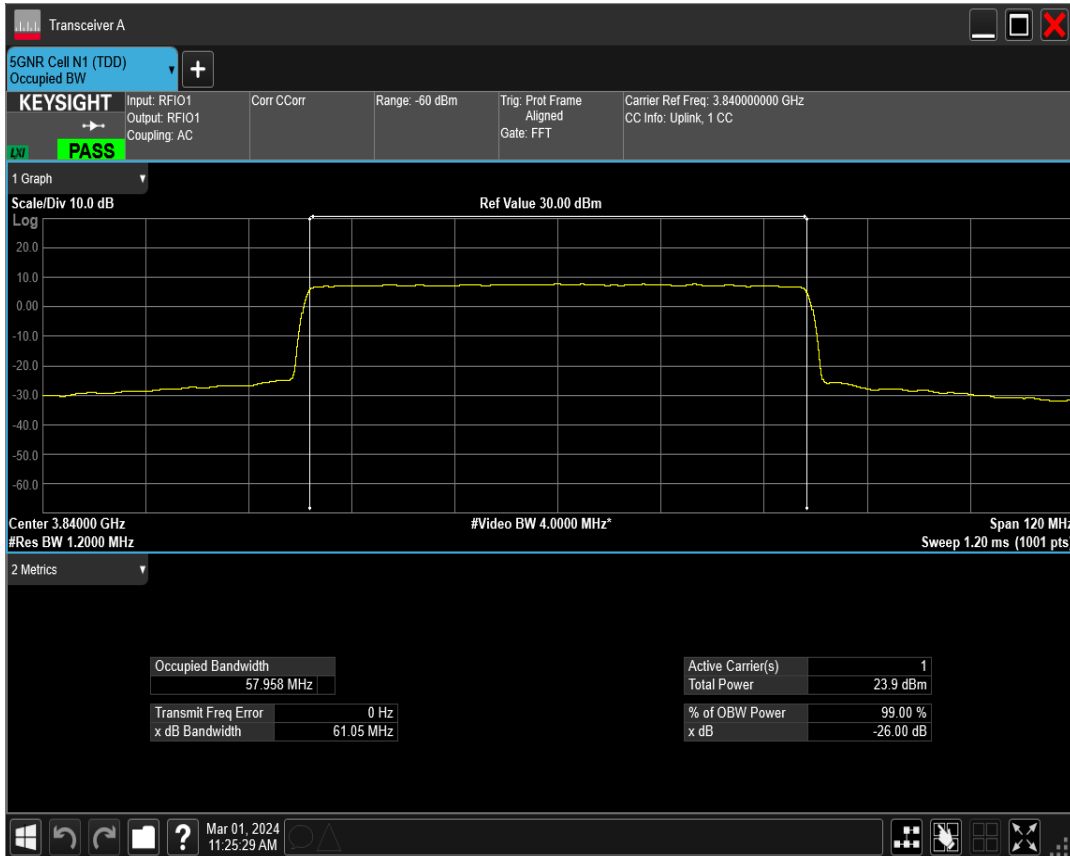 Transceiver A
5GNR Cell N1 (TDD)
Occupied BW
+
KEYSIGHT
LXI
PASS
Input: RFIO1
Output: RFIO1
Coupling: AC
Corr CCorr
Range: -60 dBm
Trig: Prot Frame
Aligned
Gate: FFT
Carrier Ref Freq: 3.840000000 GHz
CC Info: Uplink, 1 CC
1 Graph
Scale/Div 10.0 dB
Ref Value 30.00 dBm
Log
20.0
10.0
0.00
-10.0
-20.0
-30.0
-40.0
-50.0
-60.0
Center 3.84000 GHz
#Video BW 4.0000 MHz*
Span 120 MHz
#Res BW 1.2000 MHz
Sweep 1.20 ms (1001 pts)
2 Metrics
Occupied Bandwidth
57.958 MHz
Transmit Freq Error 0 Hz
x dB Bandwidth 61.05 MHz
Active Carrier(s) 1
Total Power 23.9 dBm
% of OBW Power 99.00 %
x dB -26.00 dB
?
Mar 01, 2024
11:25:29 AM